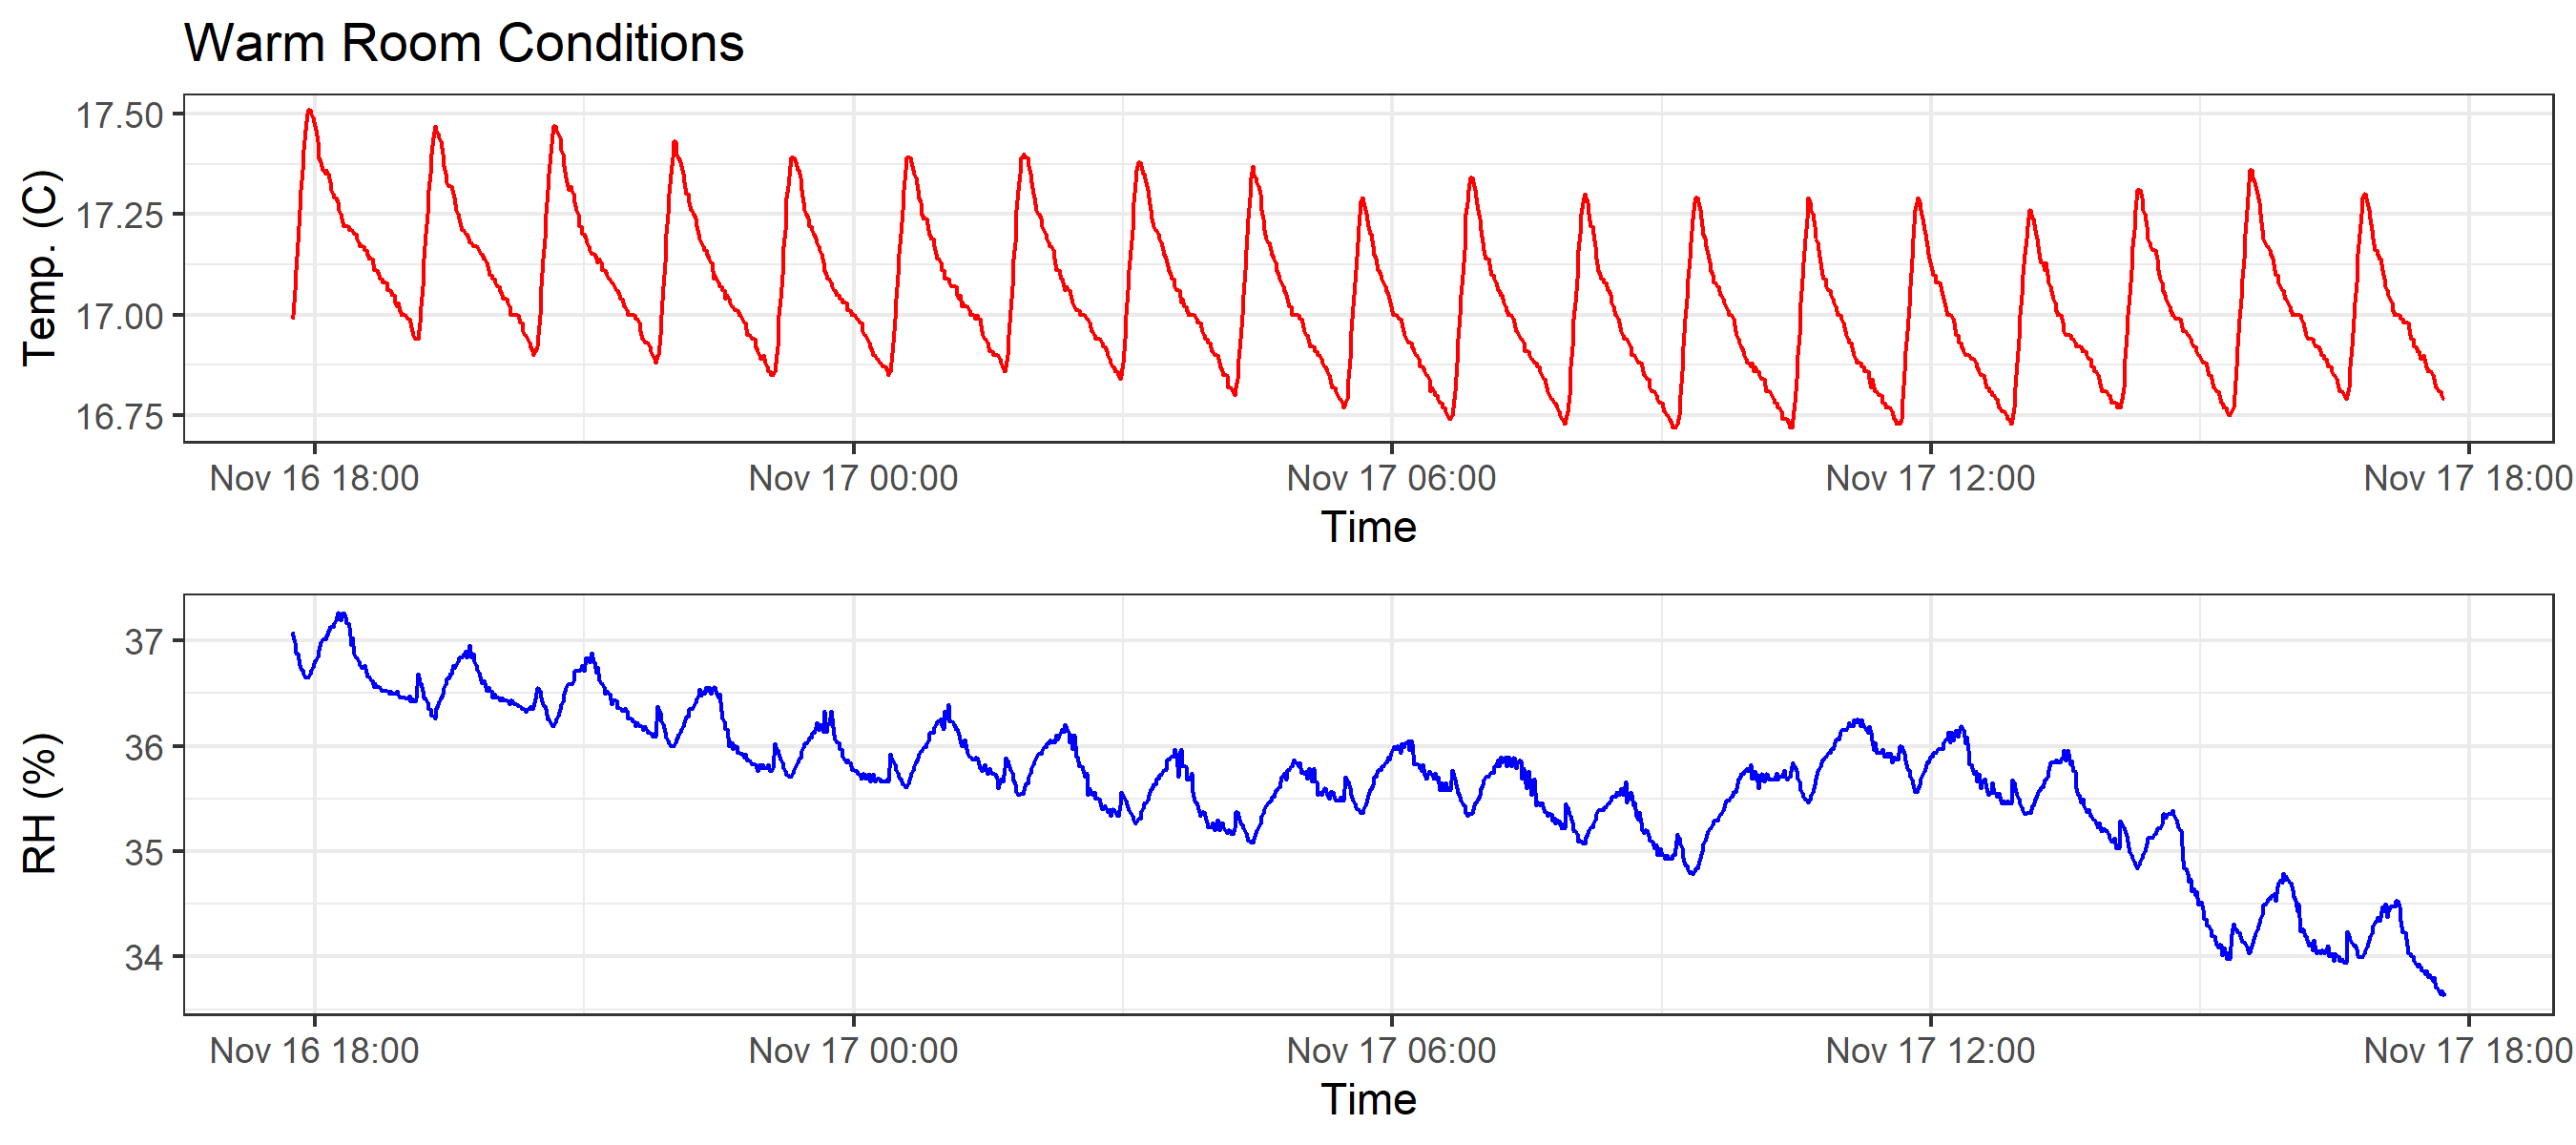 Warm Room Conditions
Temp. (C)
17.50
17.25
17.00
16.75
Nov 16 18:00 Nov 17 00:00 Nov 17 06:00 Nov 17 12:00 Nov 17 18:00
Time
RH (%)
37
36
35
34
Nov 16 18:00 Nov 17 00:00 Nov 17 06:00 Nov 17 12:00 Nov 17 18:00
Time